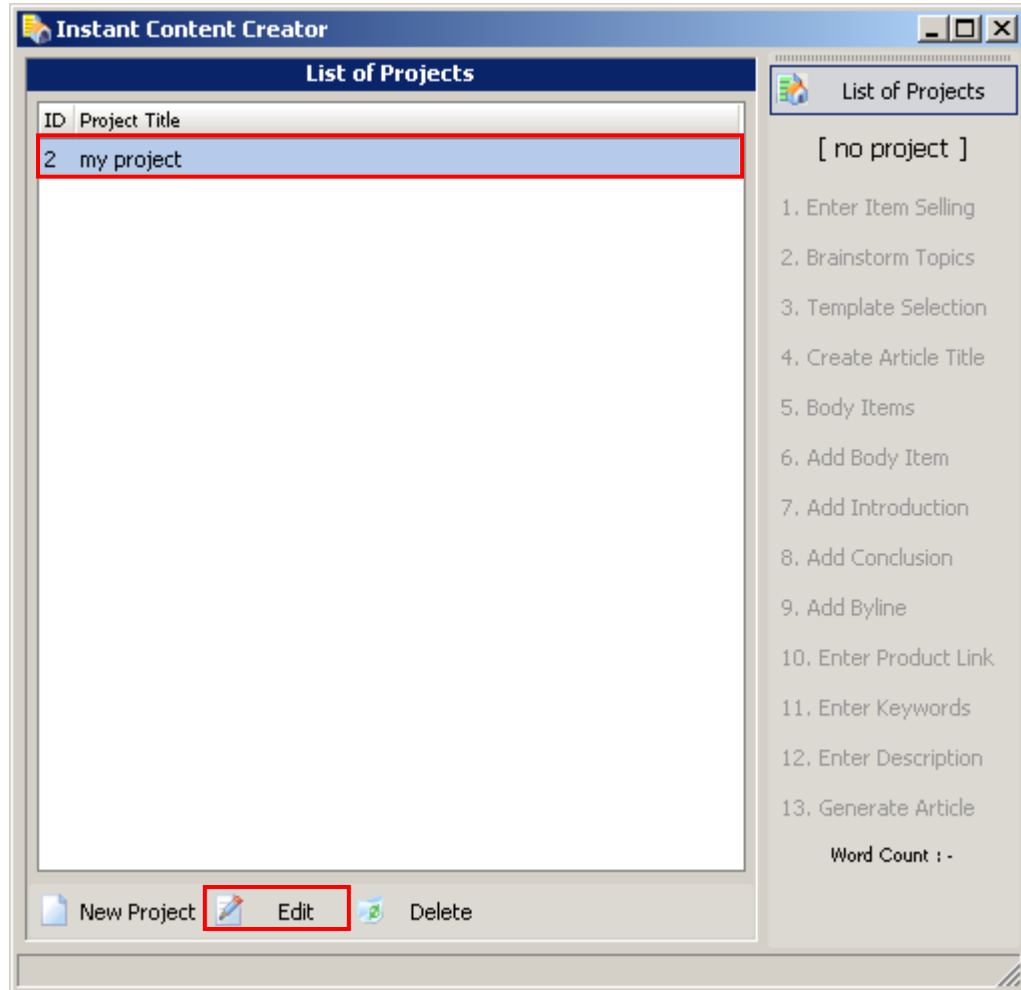 Instant Content Creator
List of Projects
ID Project Title
2 my project
New Project Edit Delete
List of Projects
[ no project ]
1. Enter Item Selling
2. Brainstorm Topics
3. Template Selection
4. Create Article Title
5. Body Items
6. Add Body Item
7. Add Introduction
8. Add Conclusion
9. Add Byline
10. Enter Product Link
11. Enter Keywords
12. Enter Description
13. Generate Article
Word Count : -